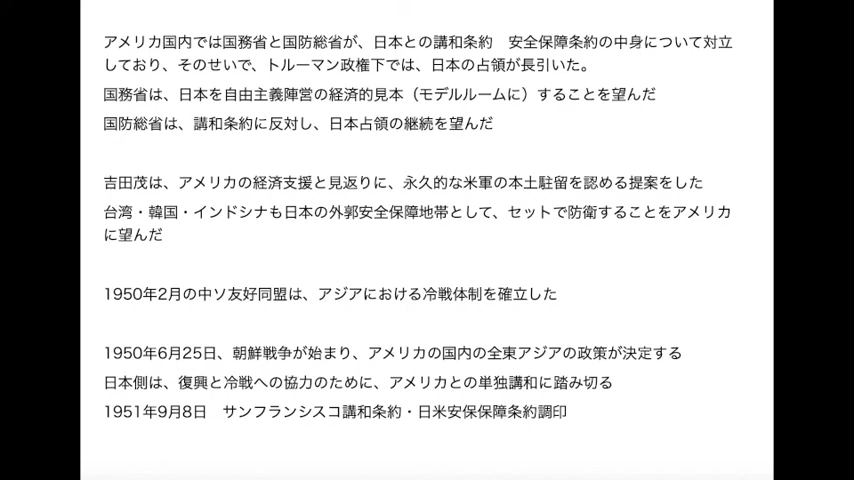 アメリカ国内では国務省と国防総省が、日本との講和条約　安全保障条約の中身について対立
しており、そのせいで、トルーマン政権下では、日本の占領が長引いた。
国務省は、日本を自由主義陣営の経済的見本（モデルルームに）することを望んだ
国防総省は、講和条約に反対し、日本占領の継続を望んだ
吉田茂は、アメリカの経済支援と見返りに、永久的な米軍の本土駐留を認める提案をした
台湾・韓国・インドシナも日本の外郭安全保障地帯として、セットで防衛することをアメリカ
に望んだ
1950年2月の中ソ友好同盟は、アジアにおける冷戦体制を確立した
1950年6月25日、朝鮮戦争が始まり、アメリカの国内の全東アジアの政策が決定する
日本側は、復興と冷戦への協力のために、アメリカとの単独講和に踏み切る
1951年9月8日　サンフランシスコ講和条約・日米安保保障条約調印